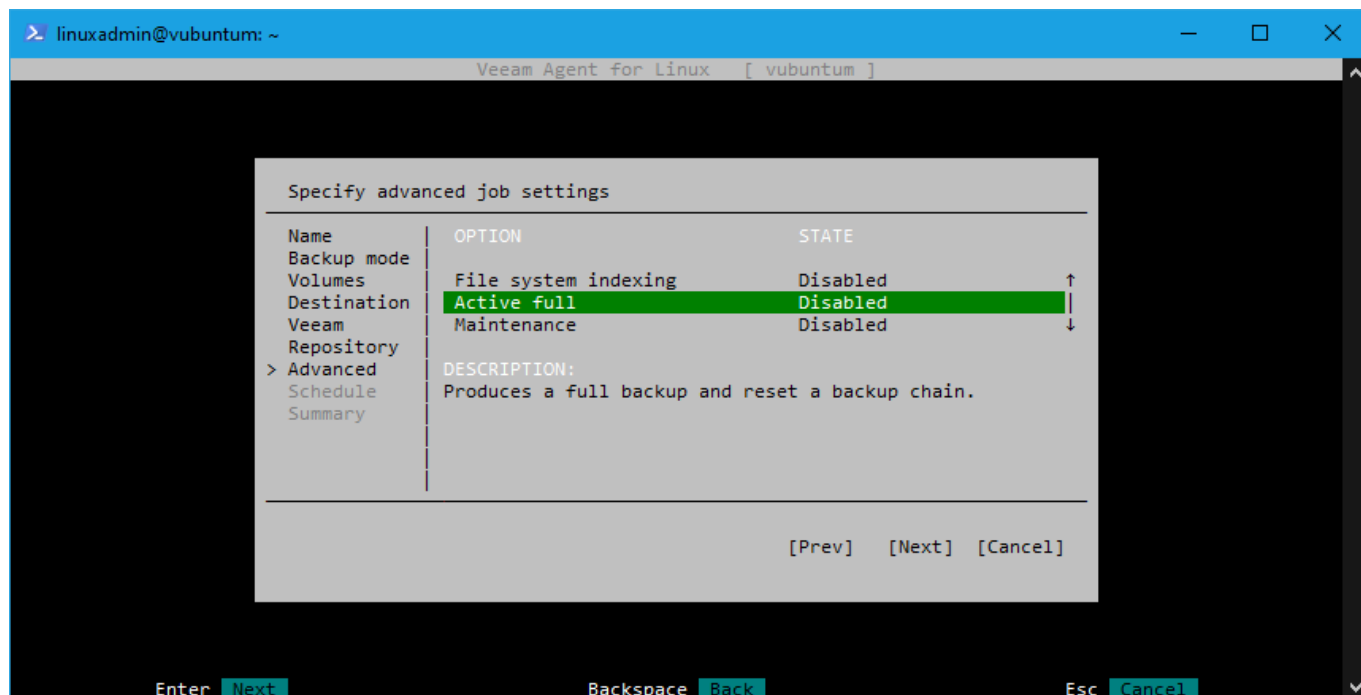 linuxadmin@vubuntum: ~
Veeam Agent for Linux [ vubuntum ]
Specify advanced job settings
Name
Backup mode
Volumes
Destination
Veeam
Repository
> Advanced
Schedule
Summary
OPTION STATE
File system indexing Disabled ↑
Active full Disabled |
Maintenance Disabled ↓
DESCRIPTION:
Produces a full backup and reset a backup chain.
[Prev] [Next] [Cancel]
Enter Next Backspace Back Esc Cancel